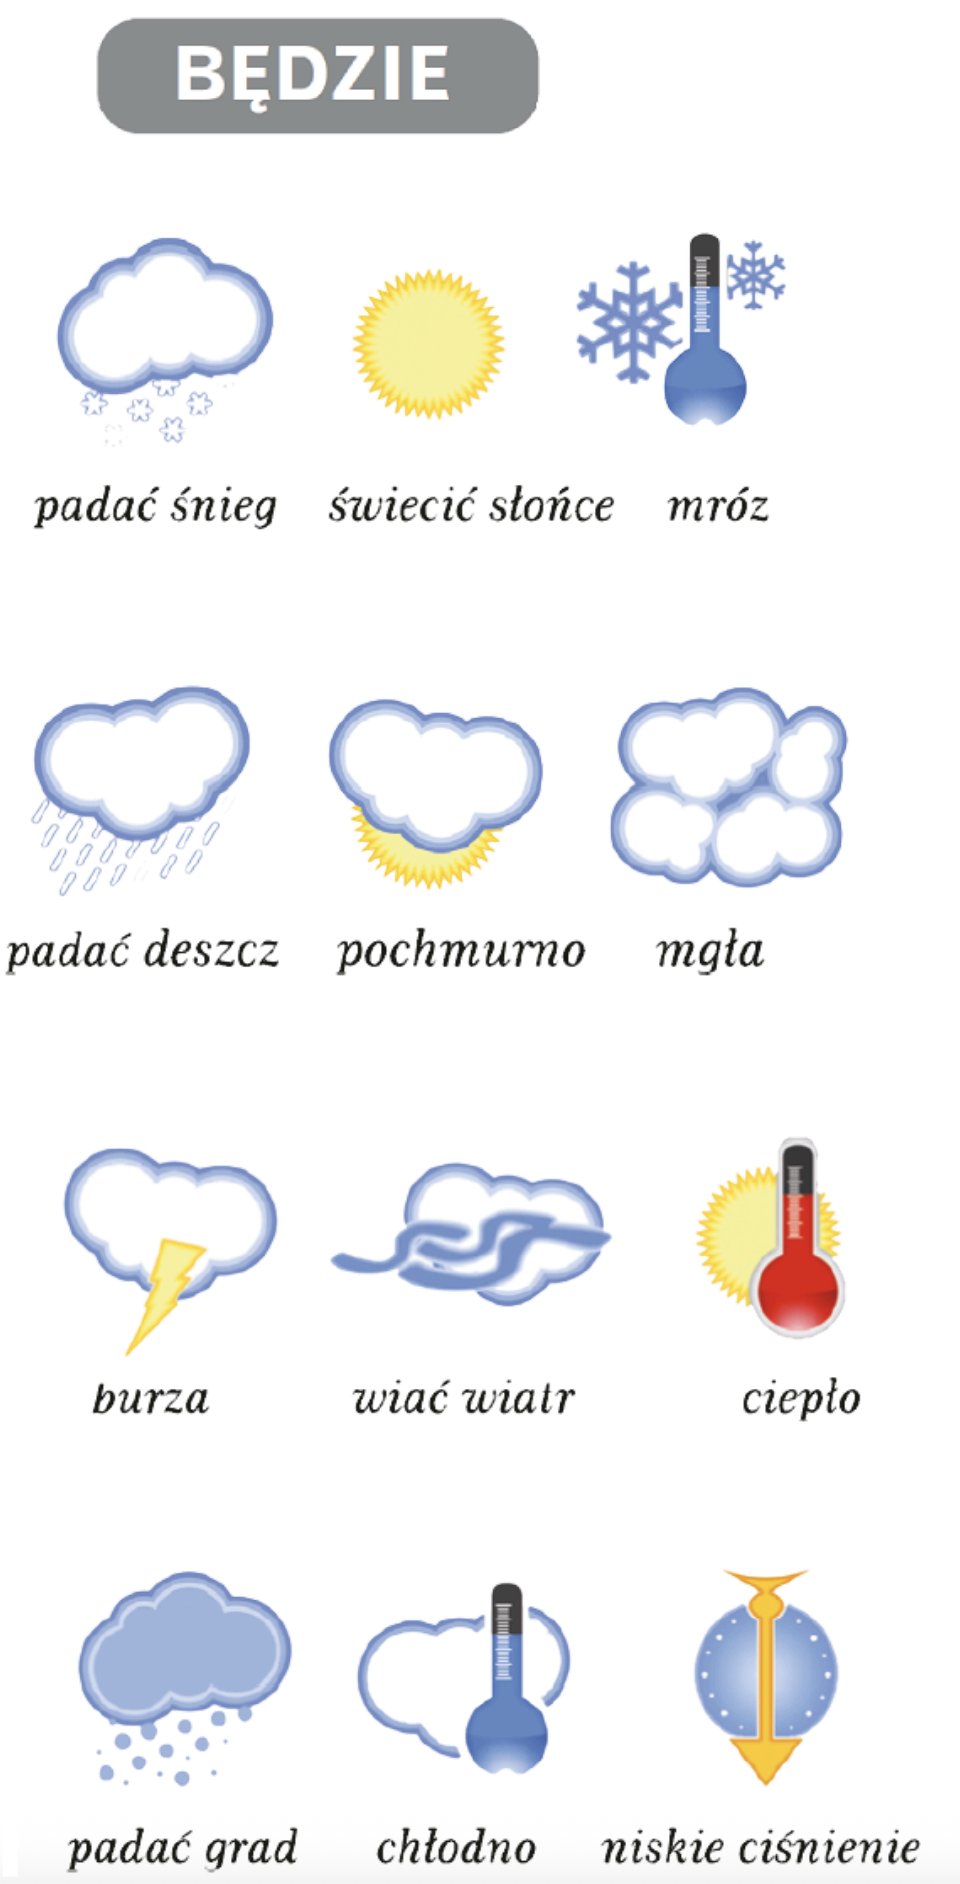 BĘDZIE
padać śnieg świecić słońce mróz
padać deszcz pochmurno mgła
burza wiać wiatr ciepło
padać grad chłodno niskie ciśnienie